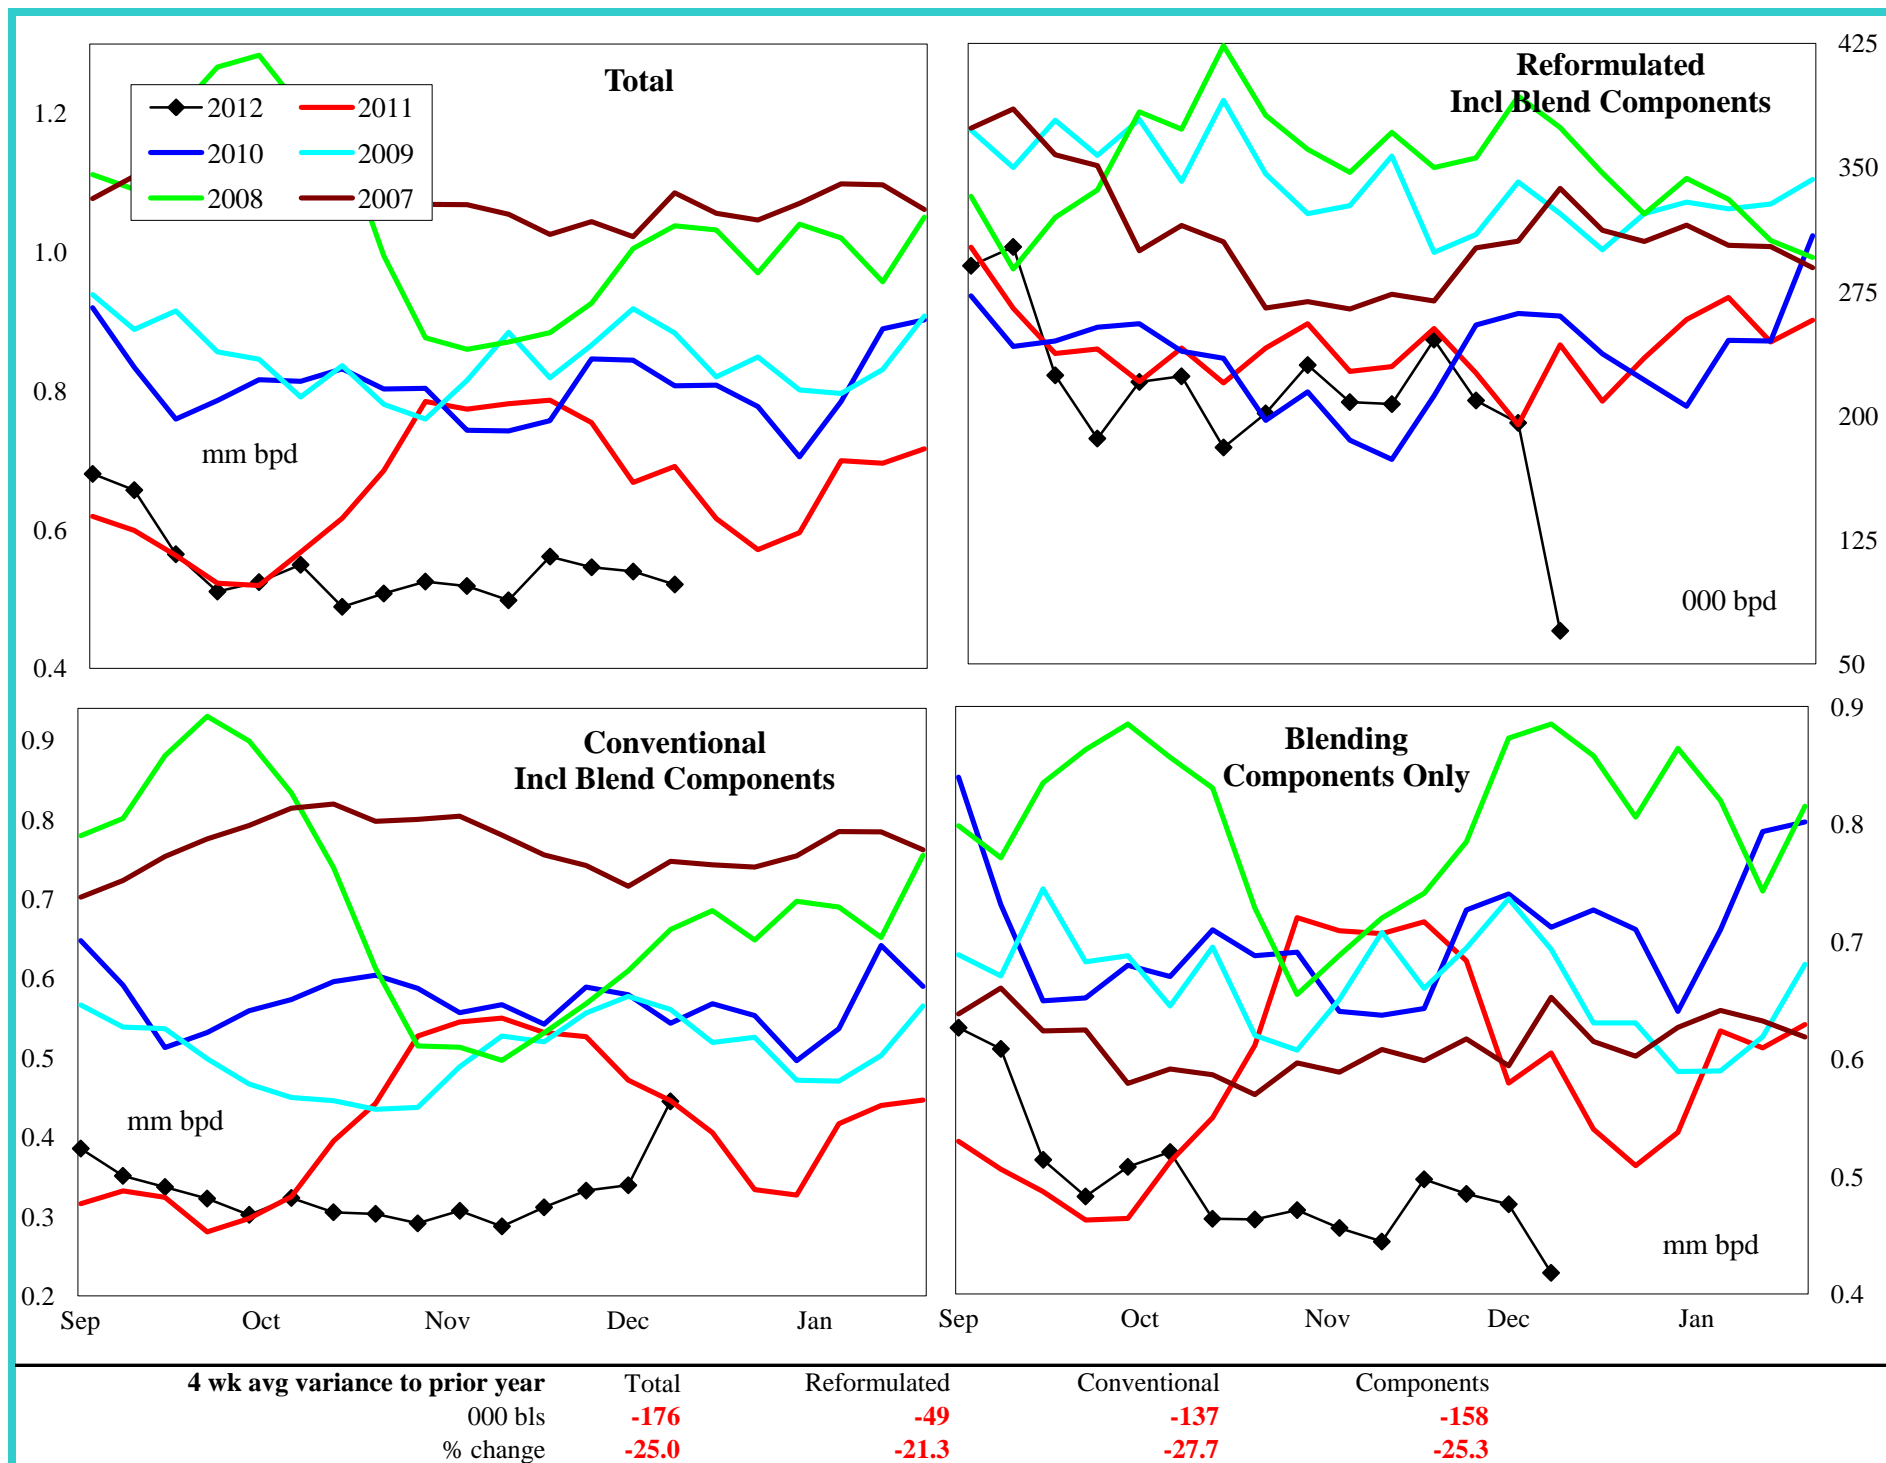 Total
1.2
1.0
0.8
0.6
0.4
2012 2011
2010 2009
2008 2007
mm bpd
Reformulated
Incl Blend Components
425
350
275
200
125
50
000 bpd
Conventional
Incl Blend Components
0.9
0.8
0.7
0.6
0.5
0.4
0.3
0.2
mm bpd
Sep Oct Nov Dec Jan
Blending
Components Only
0.9
0.8
0.7
0.6
0.5
0.4
mm bpd
Sep Oct Nov Dec Jan
4 wk avg variance to prior year Total Reformulated Conventional Components
000 bls -176 -49 -137 -158
% change -25.0 -21.3 -27.7 -25.3